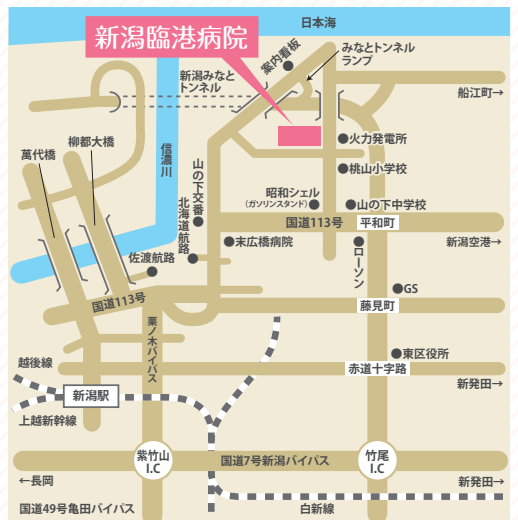 日本海
新潟臨港病院
案内看板
みなとトンネル
ランプ
新潟みなと
トンネル
船江町→
萬代橋
柳都大橋
信濃川
山の下交番
火力発電所
桃山小学校
昭和シェル
(ガソリンスタンド)
山の下中学校
北海道航路
国道113号
平和町
新潟空港→
末広橋病院
ローソン
佐渡航路
GS
国道113号
藤見町
栗ノ木バイパス
東区役所
越後線
赤道十字路
新発田→
新潟駅
上越新幹線
紫竹山
I.C
国道7号新潟バイパス
竹尾
I.C
←長岡
新発田→
国道49号亀田バイパス
白新線